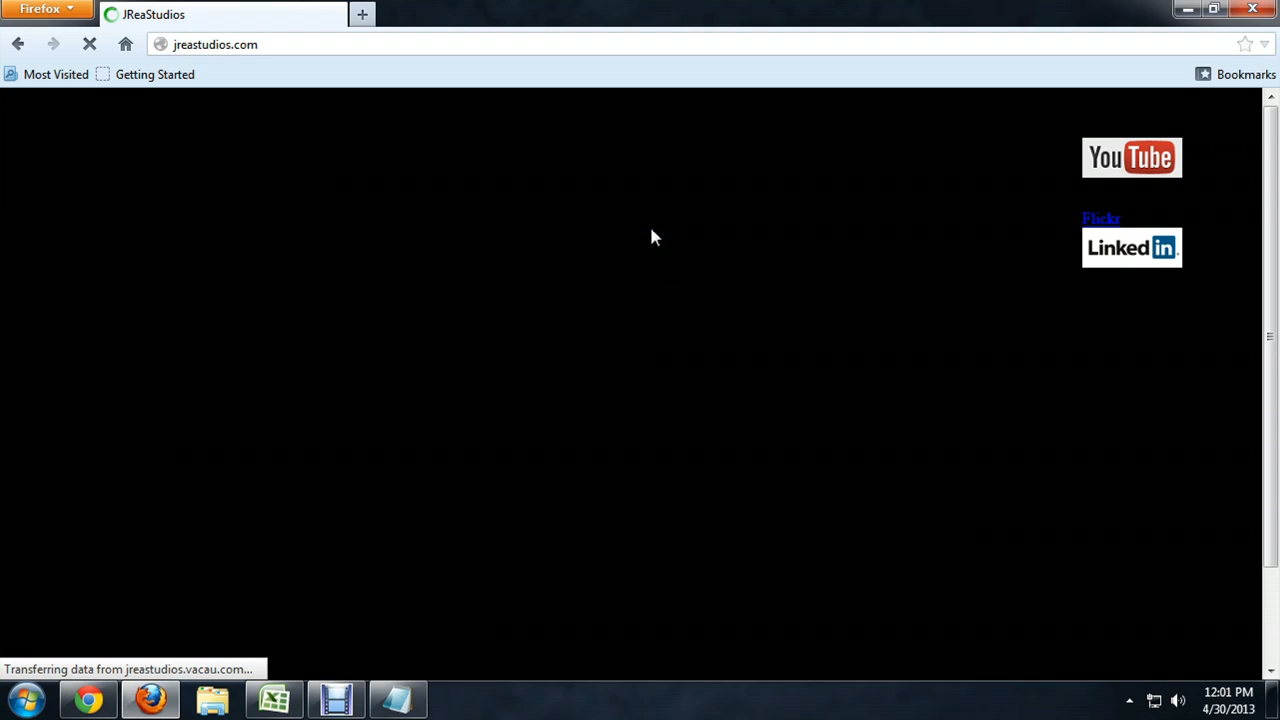 Firefox
JReaStudios
jreastudios.com
Most Visited
Getting Started
Bookmarks
YouTube
Flickr
Linked in
Transferring data from jreastudios.vacau.com...
12:01 PM
4/30/2013